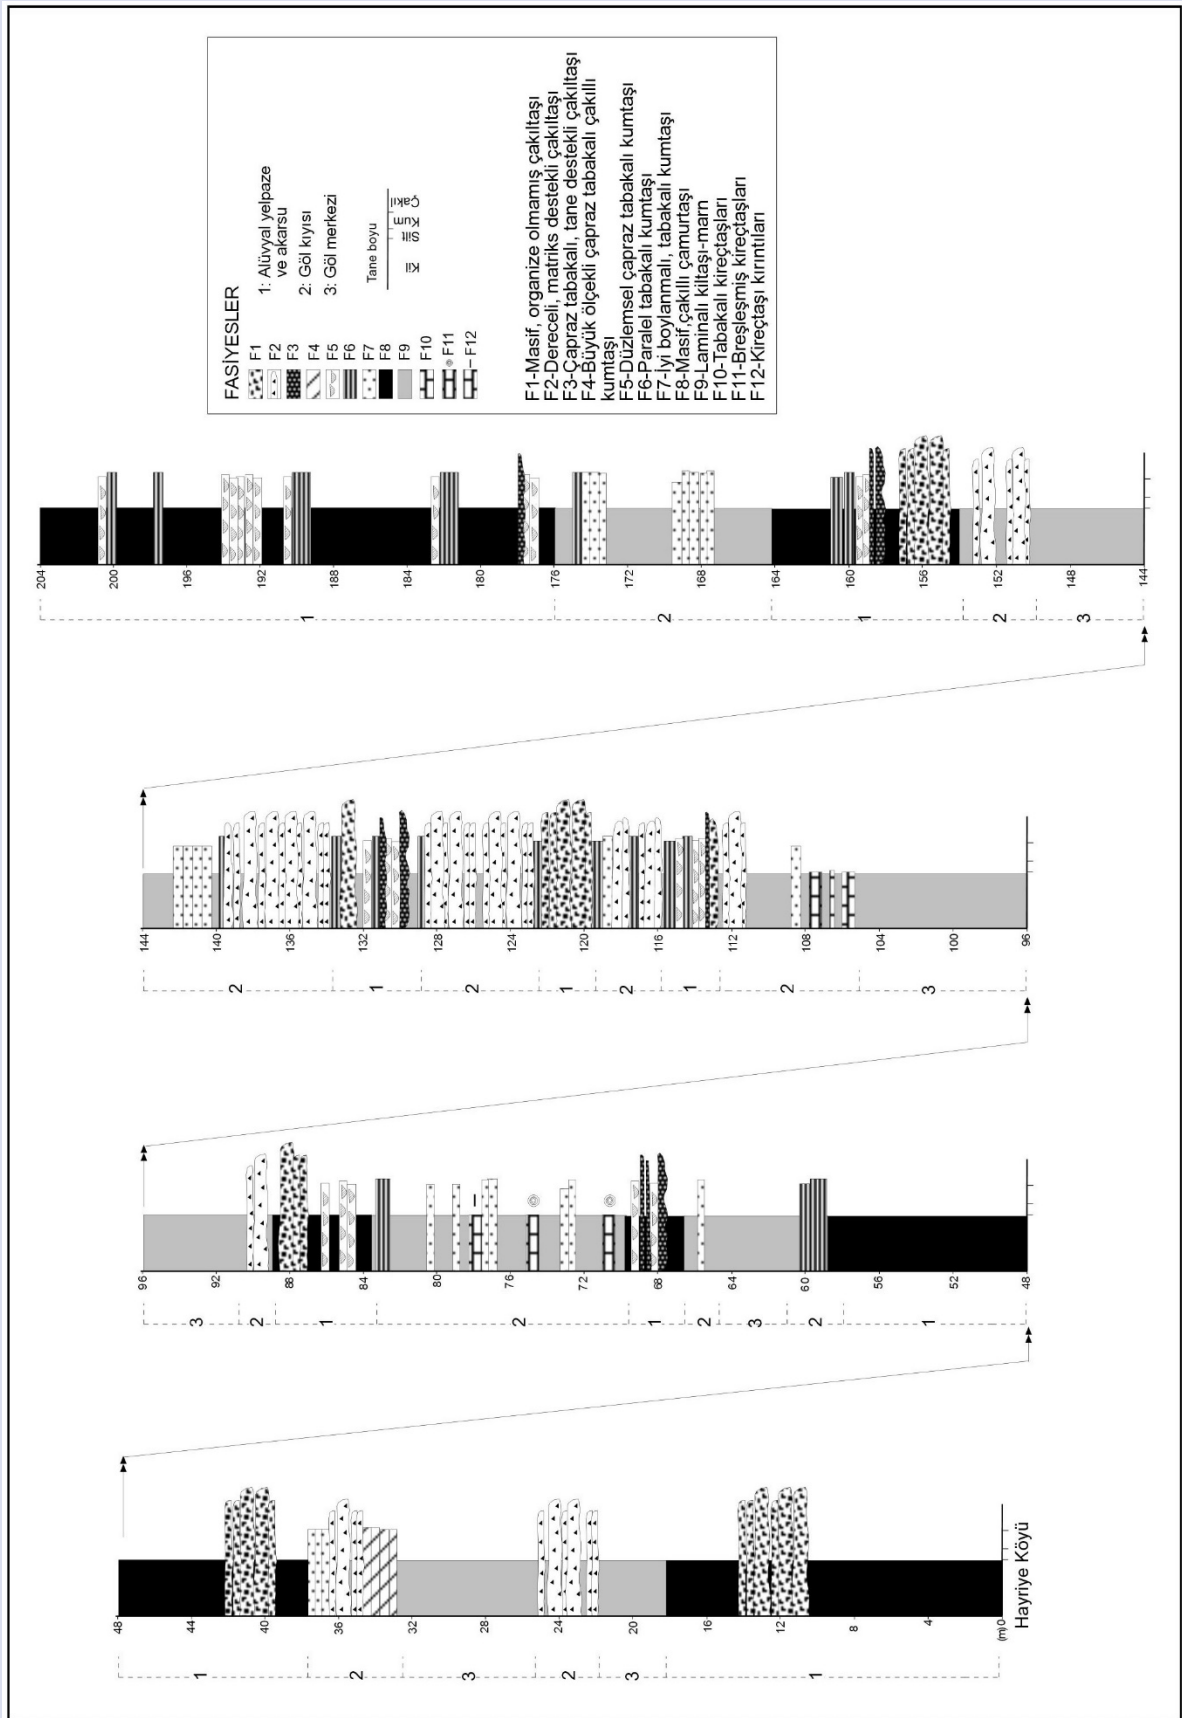 FASİYESLER
F1
F2
F3
F4
F5
F6
F7
F8
F9
F10
F11
F12
1: Alüvyal yelpaze
ve akarsu
2: Göl kıyısı
3: Göl merkezi
Tane boyu
Kil
Silt
Kum
Çakıl
F1-Masif, organize olmamış çakıltaşı
F2-Dereceli, matriks destekli çakıltaşı
F3-Çapraz tabakalı, tane destekli çakıltaşı
F4-Büyük ölçekli çapraz tabakalı çakıllı
kumtaşı
F5-Düzlemsel çapraz tabakalı kumtaşı
F6-Paralel tabakalı kumtaşı
F7-İyi boylanmalı, tabakalı kumtaşı
F8-Masif,çakıllı çamurtaşı
F9-Laminalı kiltaşı-marn
F10-Tabakalı kireçtaşları
F11-Breşleşmiş kireçtaşları
F12-Kireçtaşı kırıntıları
48 44 40 36 32 28 24 20 16 12 8 4 (m) 0
1 2 3 2 3 1
Hayriye Köyü
96 92 88 84 80 76 72 68 64 60 56 52 48
3 2 1 2 1 2 3 2 1
144 140 136 132 128 124 120 116 112 108 104 100 96
2 1 2 1 2 1 2 3
204 200 196 192 188 184 180 176 172 168 164 160 156 152 148 144
1 2 1 2 3